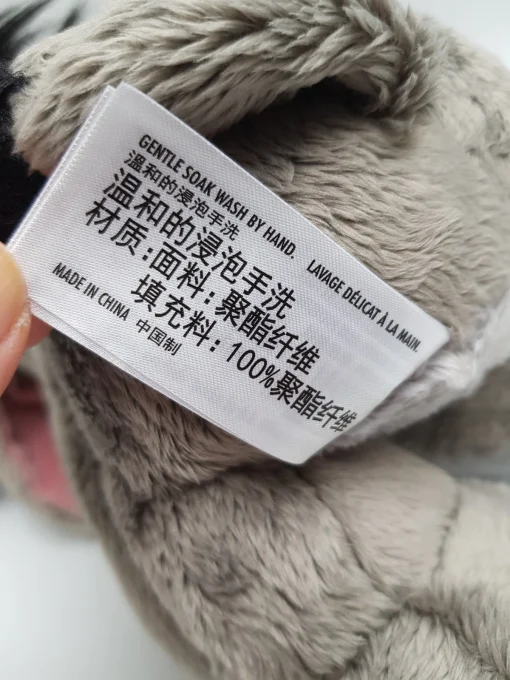 GENTLE SOAK WASH BY HAND. LAVAGE DÉLICAT À LA MAIN.
溫和的浸泡手洗
温和的浸泡手洗
材质:面料:聚酯纤维
填充料:100%聚酯纤维
MADE IN CHINA 中国制